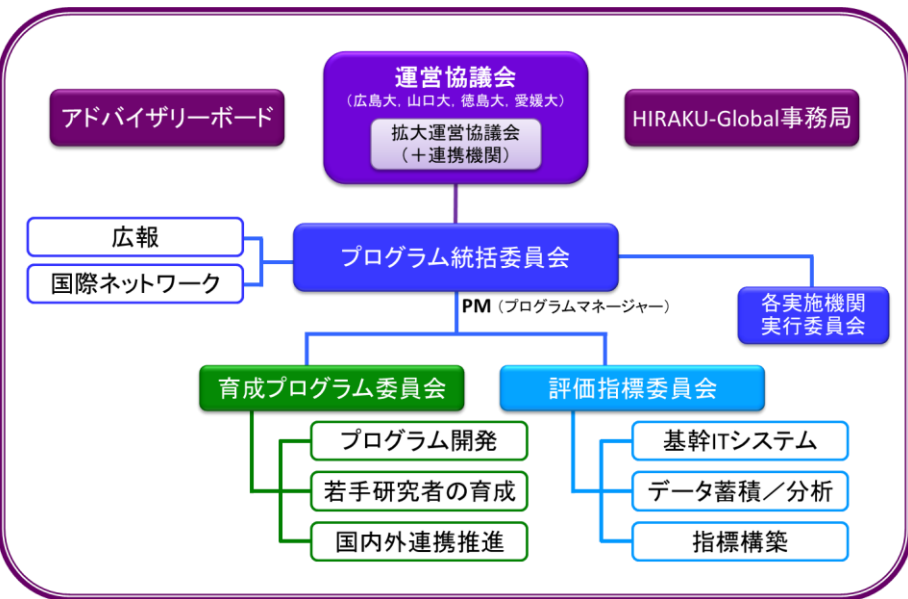 運営協議会
（広島大, 山口大, 徳島大, 愛媛大）
アドバイザリーボード
拡大運営協議会
（＋連携機関）
HIRAKU-Global事務局
広報
国際ネットワーク
プログラム統括委員会
PM（プログラムマネージャー）
各実施機関
実行委員会
育成プログラム委員会
評価指標委員会
プログラム開発
若手研究者の育成
国内外連携推進
基幹ITシステム
データ蓄積／分析
指標構築